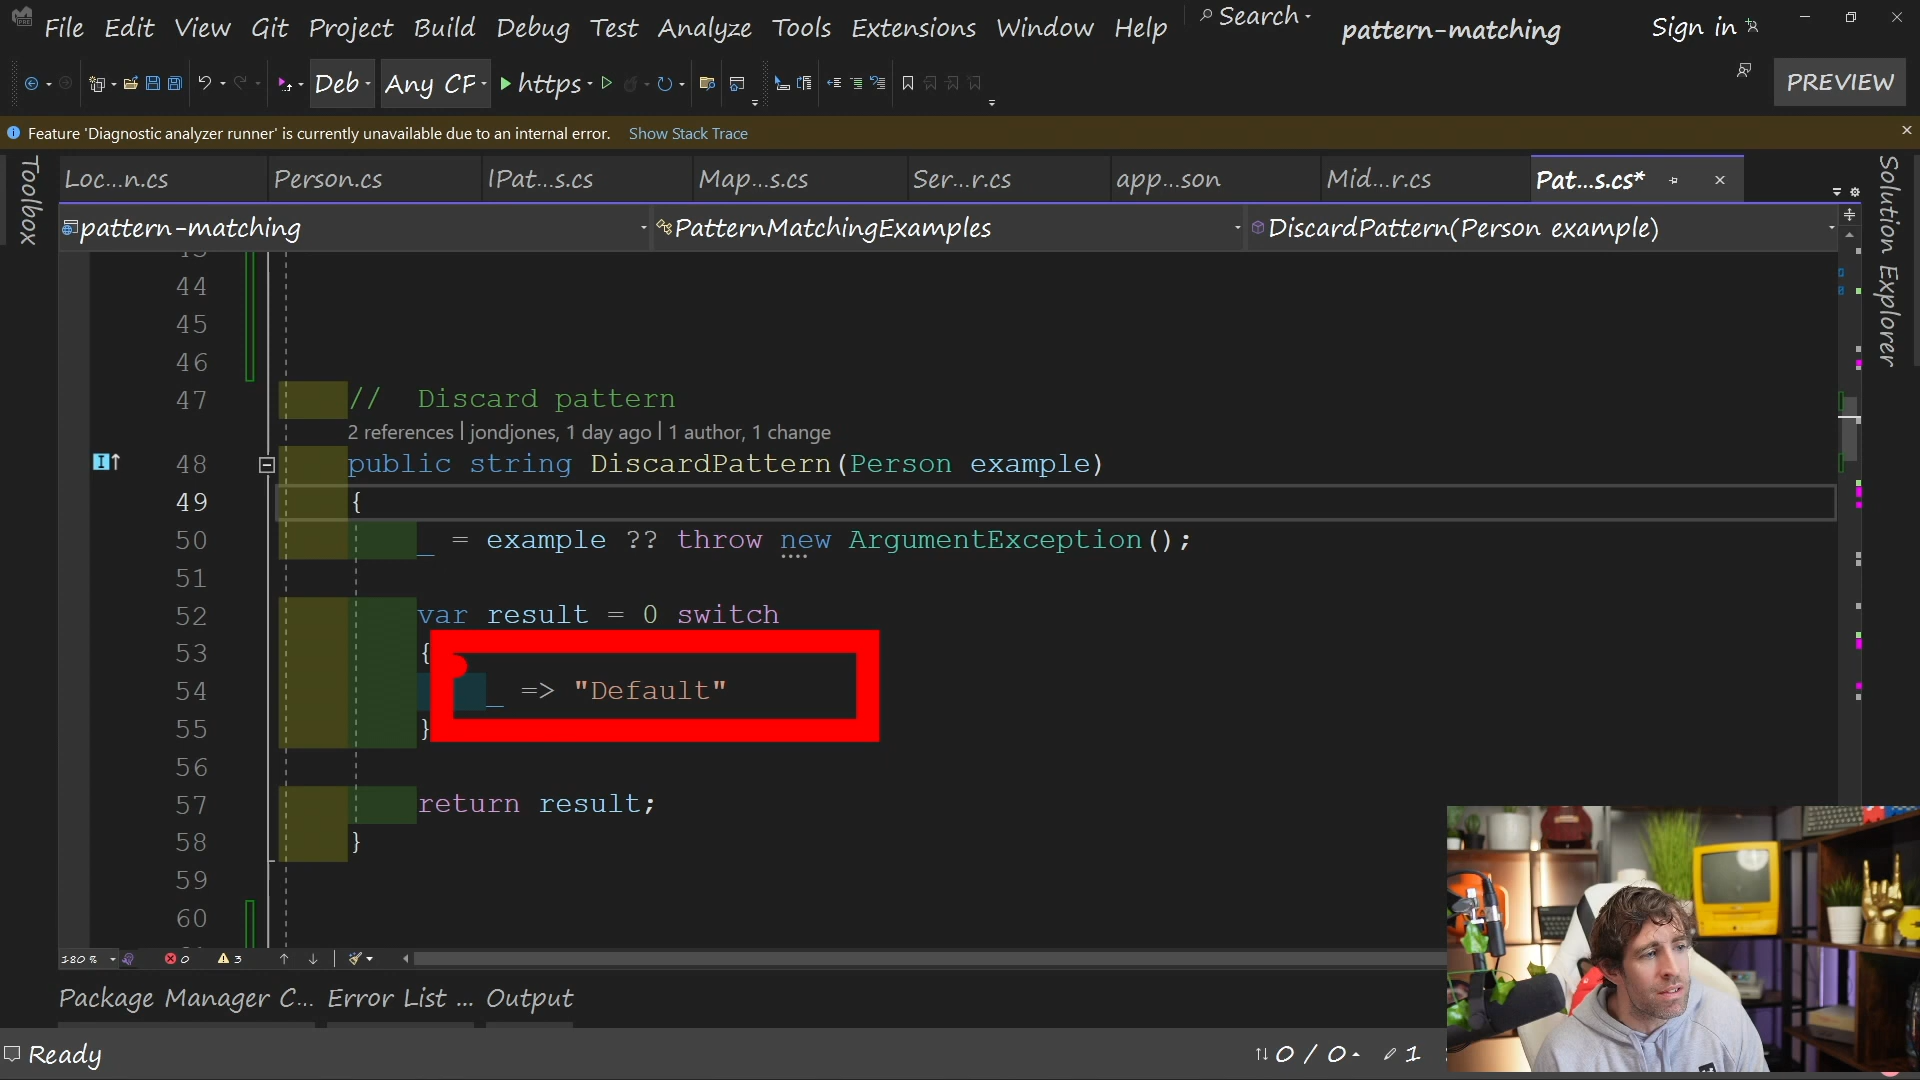 File Edit View Git Project Build Debug Test Analyze Tools Extensions Window Help Search pattern-matching Sign in
Deb Any CF https PREVIEW
Feature 'Diagnostic analyzer runner' is currently unavailable due to an internal error. Show Stack Trace
Toolbox
Loc...n.cs Person.cs IPat...s.cs Map...s.cs Ser...r.cs app...son Mid...r.cs Pat...s.cs*
Solution Explorer
pattern-matching PatternMatchingExamples DiscardPattern(Person example)
44
45
46
47 // Discard pattern
2 references | jondjones, 1 day ago | 1 author, 1 change
48 public string DiscardPattern(Person example)
49 {
50 _ = example ?? throw new ArgumentException();
51
52 var result = 0 switch
53 {
54 _ => "Default"
55 }
56
57 return result;
58 }
59
60
180 % 0 3
Package Manager C... Error List ... Output
Ready 0 / 0 1